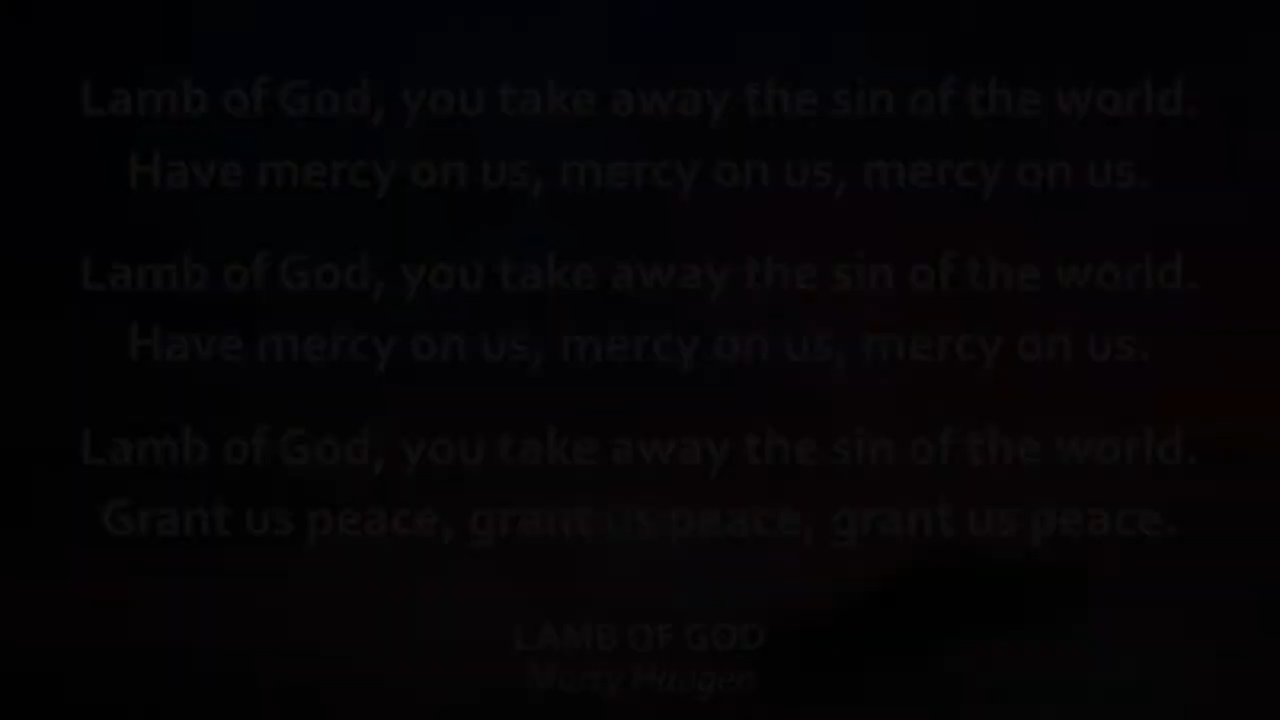 Lamb of God, you take away the sin of the world.
Have mercy on us, mercy on us, mercy on us.
Lamb of God, you take away the sin of the world.
Have mercy on us, mercy on us, mercy on us.
Lamb of God, you take away the sin of the world.
Grant us peace, grant us peace, grant us peace.
LAMB OF GOD
Marty Haugen